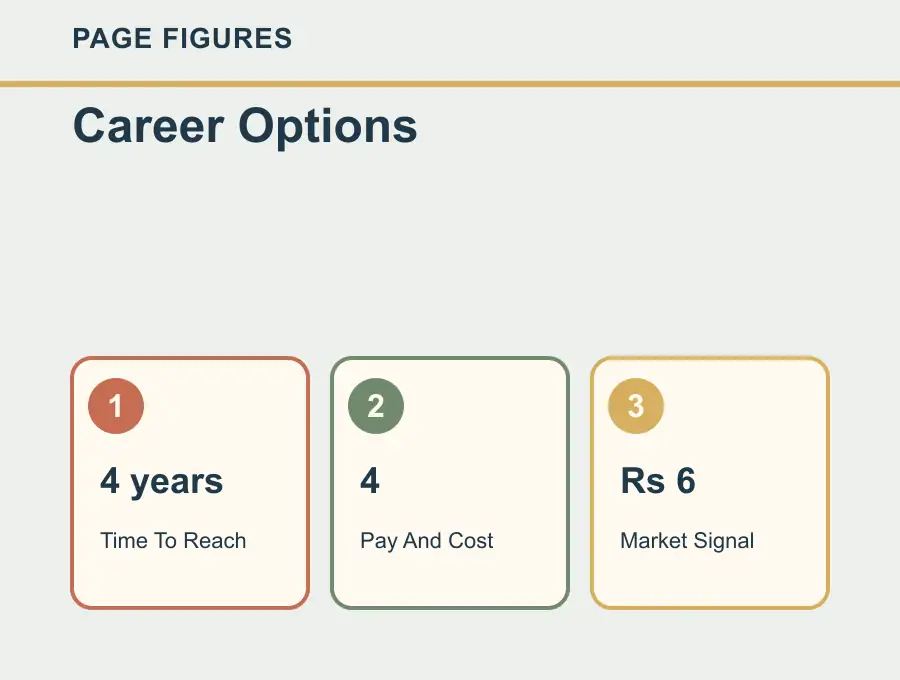 PAGE FIGURES
Career Options
1
4 years
Time To Reach
2
4
Pay And Cost
3
Rs 6
Market Signal